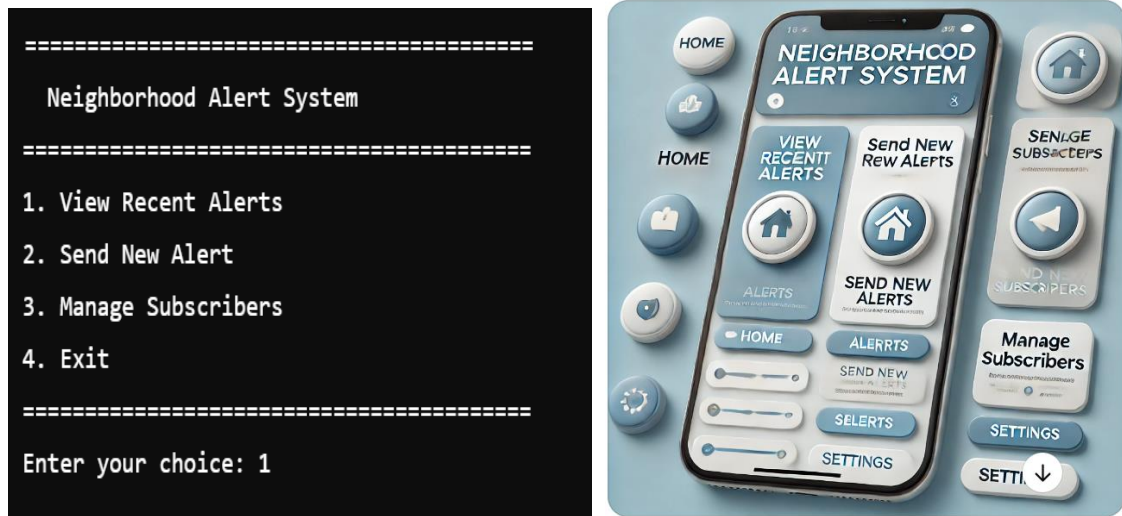 =========================================
Neighborhood Alert System
=========================================
1. View Recent Alerts
2. Send New Alert
3. Manage Subscribers
4. Exit
=========================================
Enter your choice: 1
HOME
HOME
NEIGHBORHOOD
ALERT SYSTEM
VIEW
RECENTT
ALERTS
ALERTS
Send New
Rew Alerts
SEND NEW
ALERTS
HOME
ALERRTS
SEND NEW
SELERTS
SETTINGS
Manage
Subscribers
SETTINGS
SETTI